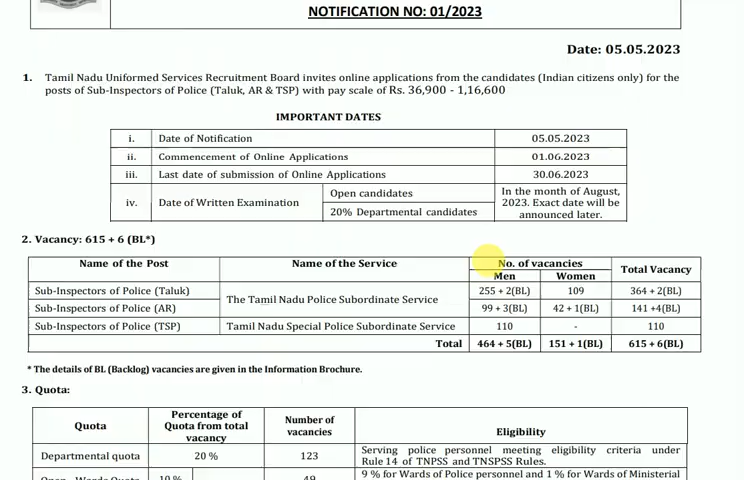 NOTIFICATION NO: 01/2023
Date: 05.05.2023
1. Tamil Nadu Uniformed Services Recruitment Board invites online applications from the candidates (Indian citizens only) for the
posts of Sub-Inspectors of Police (Taluk, AR & TSP) with pay scale of Rs. 36,900 - 1,16,600
IMPORTANT DATES
i. Date of Notification 05.05.2023
ii. Commencement of Online Applications 01.06.2023
iii. Last date of submission of Online Applications 30.06.2023
iv. Date of Written Examination
Open candidates
20% Departmental candidates
In the month of August,
2023. Exact date will be
announced later.
2. Vacancy: 615 + 6 (BL*)
Name of the Post Name of the Service No. of vacancies Total Vacancy
Men Women
Sub-Inspectors of Police (Taluk) The Tamil Nadu Police Subordinate Service 255 + 2(BL) 109 364 + 2(BL)
Sub-Inspectors of Police (AR) 99 + 3(BL) 42 + 1(BL) 141 +4(BL)
Sub-Inspectors of Police (TSP) Tamil Nadu Special Police Subordinate Service 110 - 110
Total 464 + 5(BL) 151 + 1(BL) 615 + 6(BL)
* The details of BL (Backlog) vacancies are given in the Information Brochure.
3. Quota:
Quota
Percentage of
Quota from total
vacancy
Number of
vacancies
Eligibility
Departmental quota 20 % 123
Serving police personnel meeting eligibility criteria under
Rule 14 of TNPSS and TNSPSS Rules.
Open - Wards Quota 10 % 49
9 % for Wards of Police personnel and 1 % for Wards of Ministerial